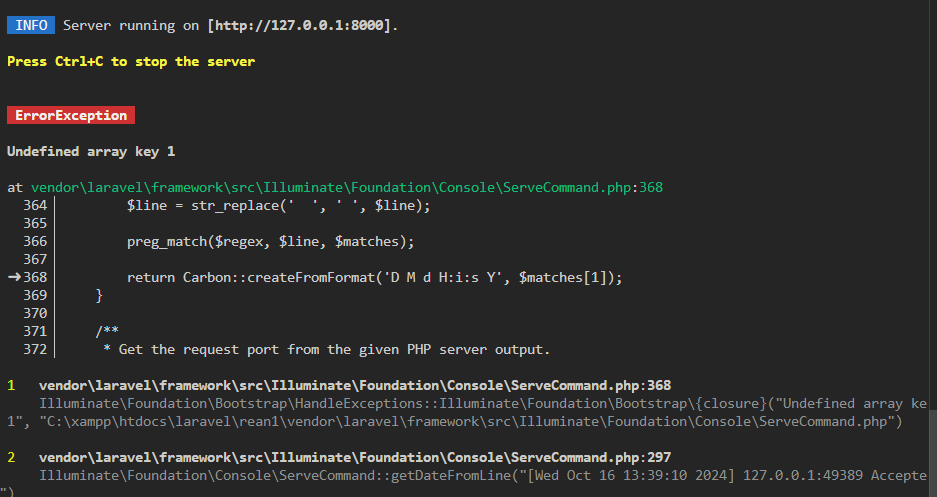 INFO Server running on [http://127.0.0.1:8000].
Press Ctrl+C to stop the server
ErrorException
Undefined array key 1
at vendor\laravel\framework\src\Illuminate\Foundation\Console\ServeCommand.php:368
364 $line = str_replace('  ', ' ', $line);
365
366 preg_match($regex, $line, $matches);
367
➜368 return Carbon::createFromFormat('D M d H:i:s Y', $matches[1]);
369 }
370
371 /**
372 * Get the request port from the given PHP server output.
1 vendor\laravel\framework\src\Illuminate\Foundation\Console\ServeCommand.php:368
Illuminate\Foundation\Bootstrap\HandleExceptions::Illuminate\Foundation\Bootstrap\{closure}("Undefined array ke
1", "C:\xampp\htdocs\laravel\rean1\vendor\laravel\framework\src\Illuminate\Foundation\Console\ServeCommand.php")
2 vendor\laravel\framework\src\Illuminate\Foundation\Console\ServeCommand.php:297
Illuminate\Foundation\Console\ServeCommand::getDateFromLine("[Wed Oct 16 13:39:10 2024] 127.0.0.1:49389 Accepte
")